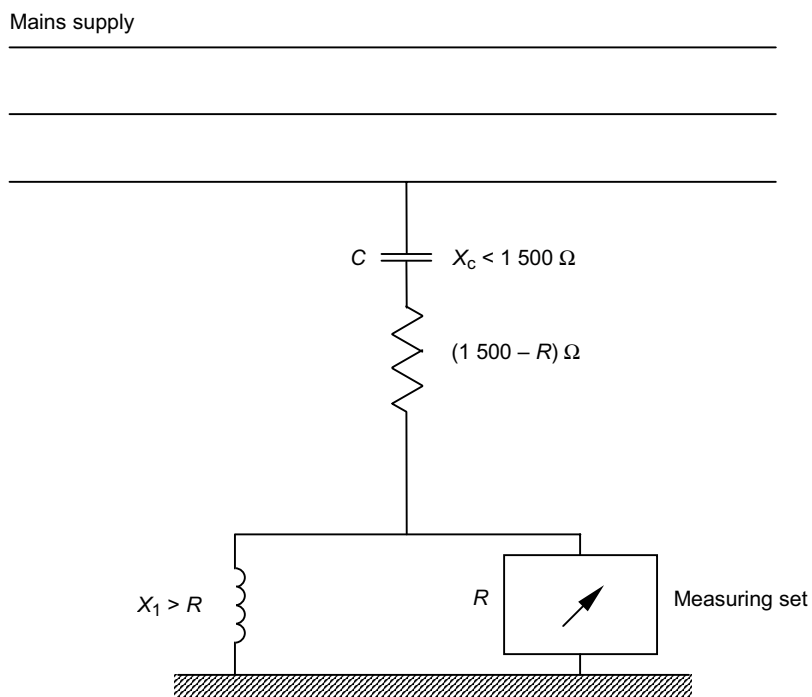 Mains supply
C
Xc < 1 500 Ω
(1 500 – R) Ω
X1 > R
R
Measuring set